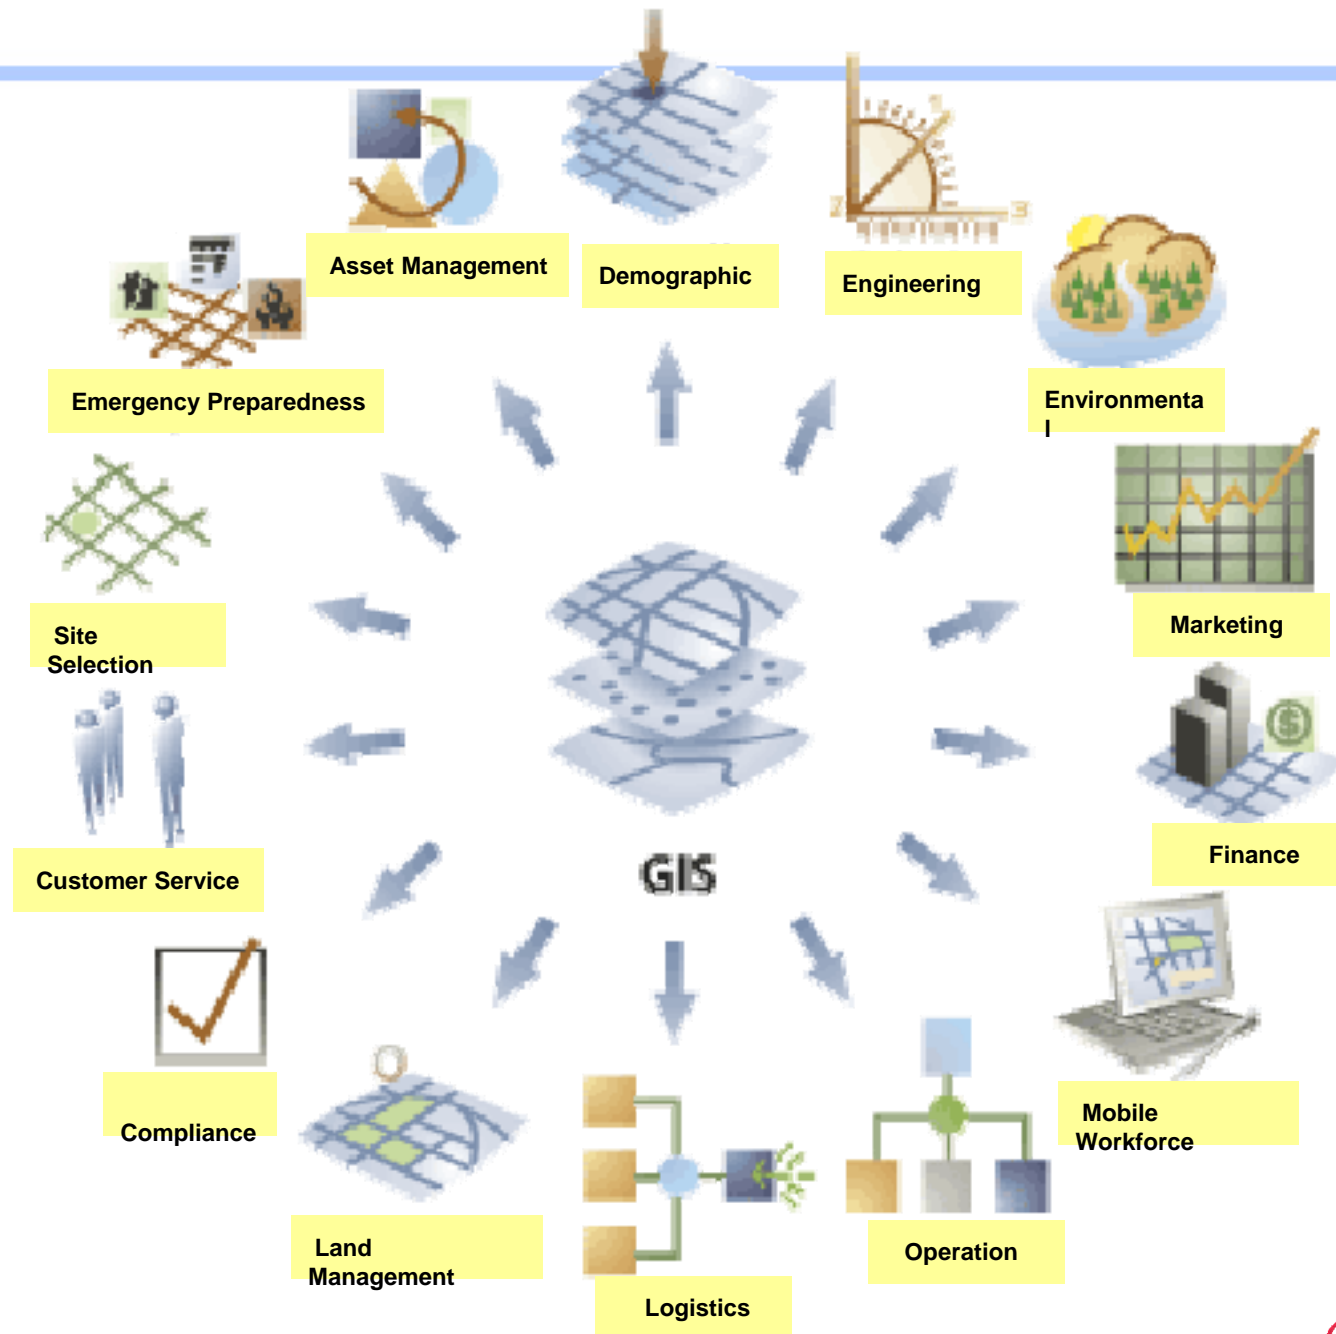 Asset Management
Demographic
Engineering
Emergency Preparedness
Environmenta
l
Site
Selection
Marketing
Customer Service
GIS
Finance
Compliance
Mobile
Workforce
Land
Management
Operation
Logistics